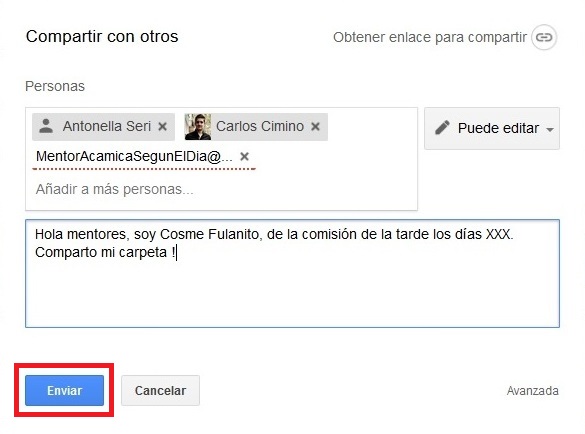 Compartir con otros
Obtener enlace para compartir
Personas
Antonella Seri
Carlos Cimino
Puede editar
MentorAcamicaSegunElDia@...
Añadir a más personas...
Hola mentores, soy Cosme Fulanito, de la comisión de la tarde los días XXX.
Comparto mi carpeta !
Enviar
Cancelar
Avanzada